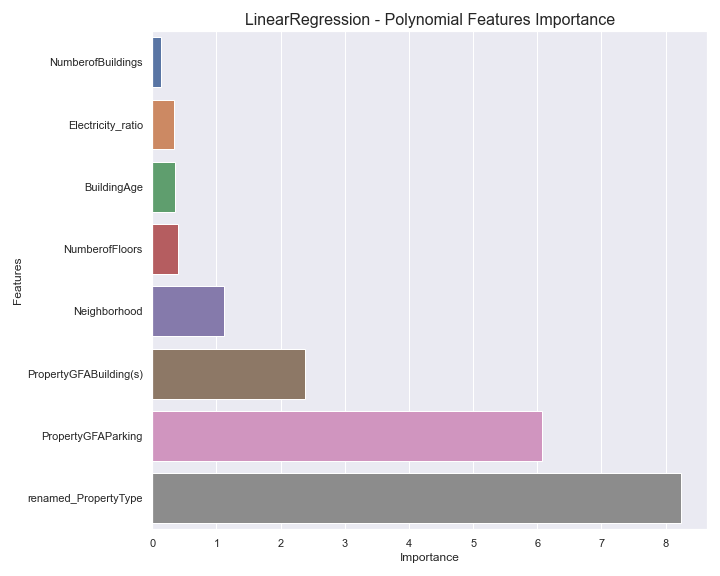 LinearRegression - Polynomial Features Importance
NumberofBuildings
Electricity_ratio
BuildingAge
NumberofFloors
Features
Neighborhood
PropertyGFABuilding(s)
PropertyGFAParking
renamed_PropertyType
0 1 2 3 4 5 6 7 8
Importance